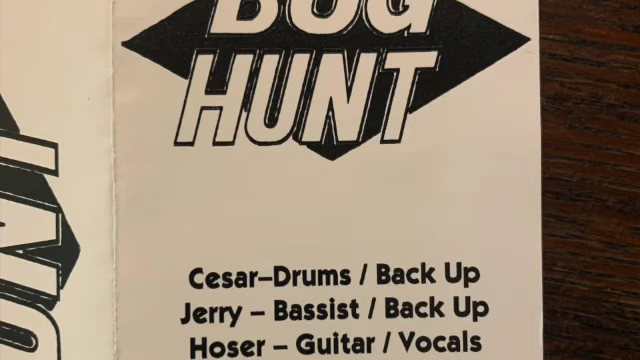 BUG
HUNT
Cesar–Drums / Back Up
Jerry – Bassist / Back Up
Hoser – Guitar / Vocals